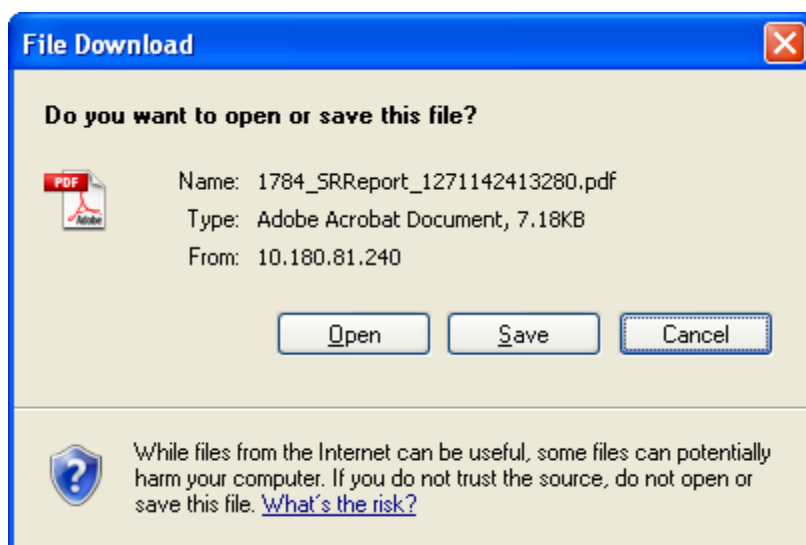 File Download
Do you want to open or save this file?
PDF
Adobe
Name: 1784_SRReport_1271142413280.pdf
Type: Adobe Acrobat Document, 7.18KB
From: 10.180.81.240
Open Save Cancel
While files from the Internet can be useful, some files can potentially
harm your computer. If you do not trust the source, do not open or
save this file. What's the risk?